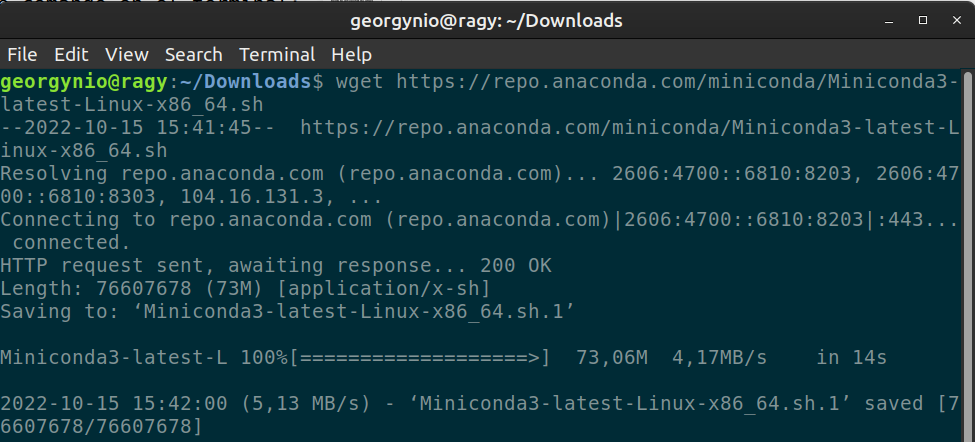 georgynio@ragy: ~/Downloads
File Edit View Search Terminal Help
georgynio@ragy:~/Downloads$ wget https://repo.anaconda.com/miniconda/Miniconda3-
latest-Linux-x86_64.sh
--2022-10-15 15:41:45--  https://repo.anaconda.com/miniconda/Miniconda3-latest-L
inux-x86_64.sh
Resolving repo.anaconda.com (repo.anaconda.com)... 2606:4700::6810:8203, 2606:47
00::6810:8303, 104.16.131.3, ...
Connecting to repo.anaconda.com (repo.anaconda.com)|2606:4700::6810:8203|:443...
 connected.
HTTP request sent, awaiting response... 200 OK
Length: 76607678 (73M) [application/x-sh]
Saving to: ‘Miniconda3-latest-Linux-x86_64.sh.1’
Miniconda3-latest-L 100%[===================>]  73,06M  4,17MB/s    in 14s
2022-10-15 15:42:00 (5,13 MB/s) - ‘Miniconda3-latest-Linux-x86_64.sh.1’ saved [7
6607678/76607678]